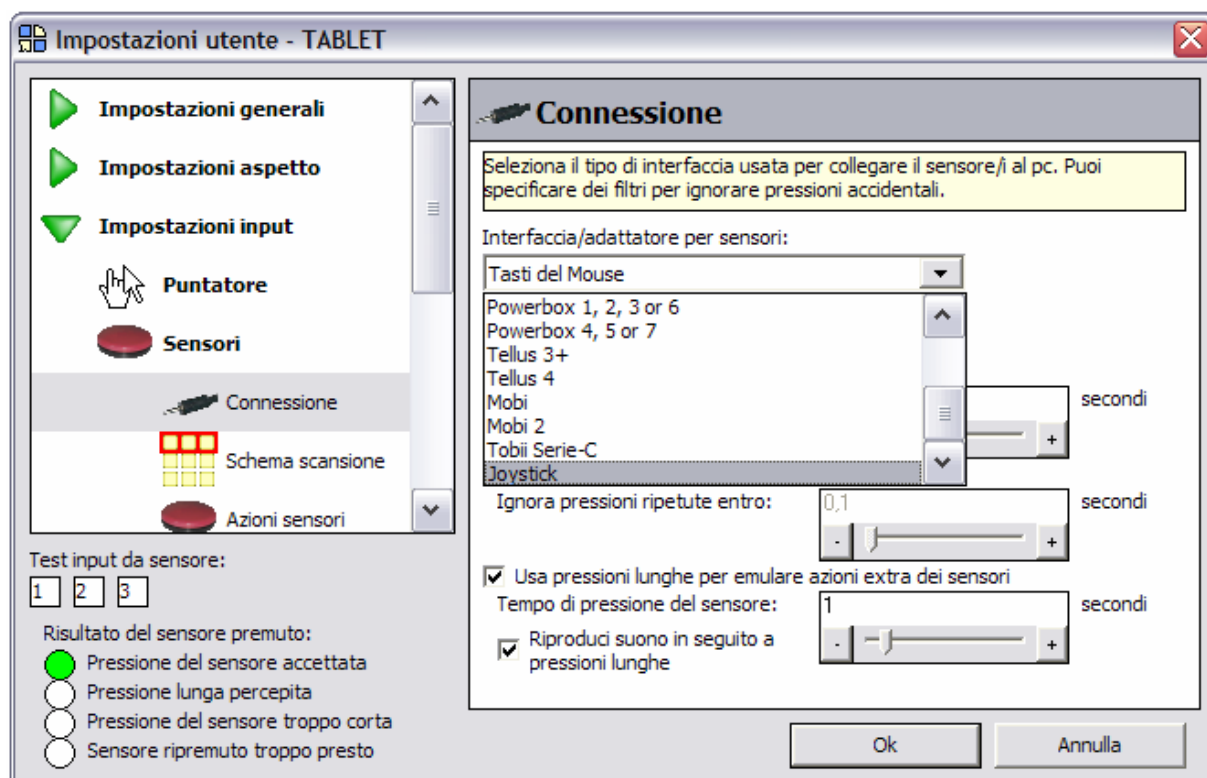 Impostazioni utente - TABLET
Impostazioni generali
Impostazioni aspetto
Impostazioni input
Puntatore
Sensori
Connessione
Schema scansione
Azioni sensori
Test input da sensore:
1 2 3
Risultato del sensore premuto:
Pressione del sensore accettata
Pressione lunga percepita
Pressione del sensore troppo corta
Sensore ripremuto troppo presto
Connessione
Seleziona il tipo di interfaccia usata per collegare il sensore/i al pc. Puoi
specificare dei filtri per ignorare pressioni accidentali.
Interfaccia/adattatore per sensori:
Tasti del Mouse
Powerbox 1, 2, 3 or 6
Powerbox 4, 5 or 7
Tellus 3+
Tellus 4
Mobi
Mobi 2
Tobii Serie-C
Joystick
secondi
- +
Ignora pressioni ripetute entro: 0,1 secondi
- +
Usa pressioni lunghe per emulare azioni extra dei sensori
Tempo di pressione del sensore: 1 secondi
- +
Riproduci suono in seguito a
pressioni lunghe
Ok Annulla